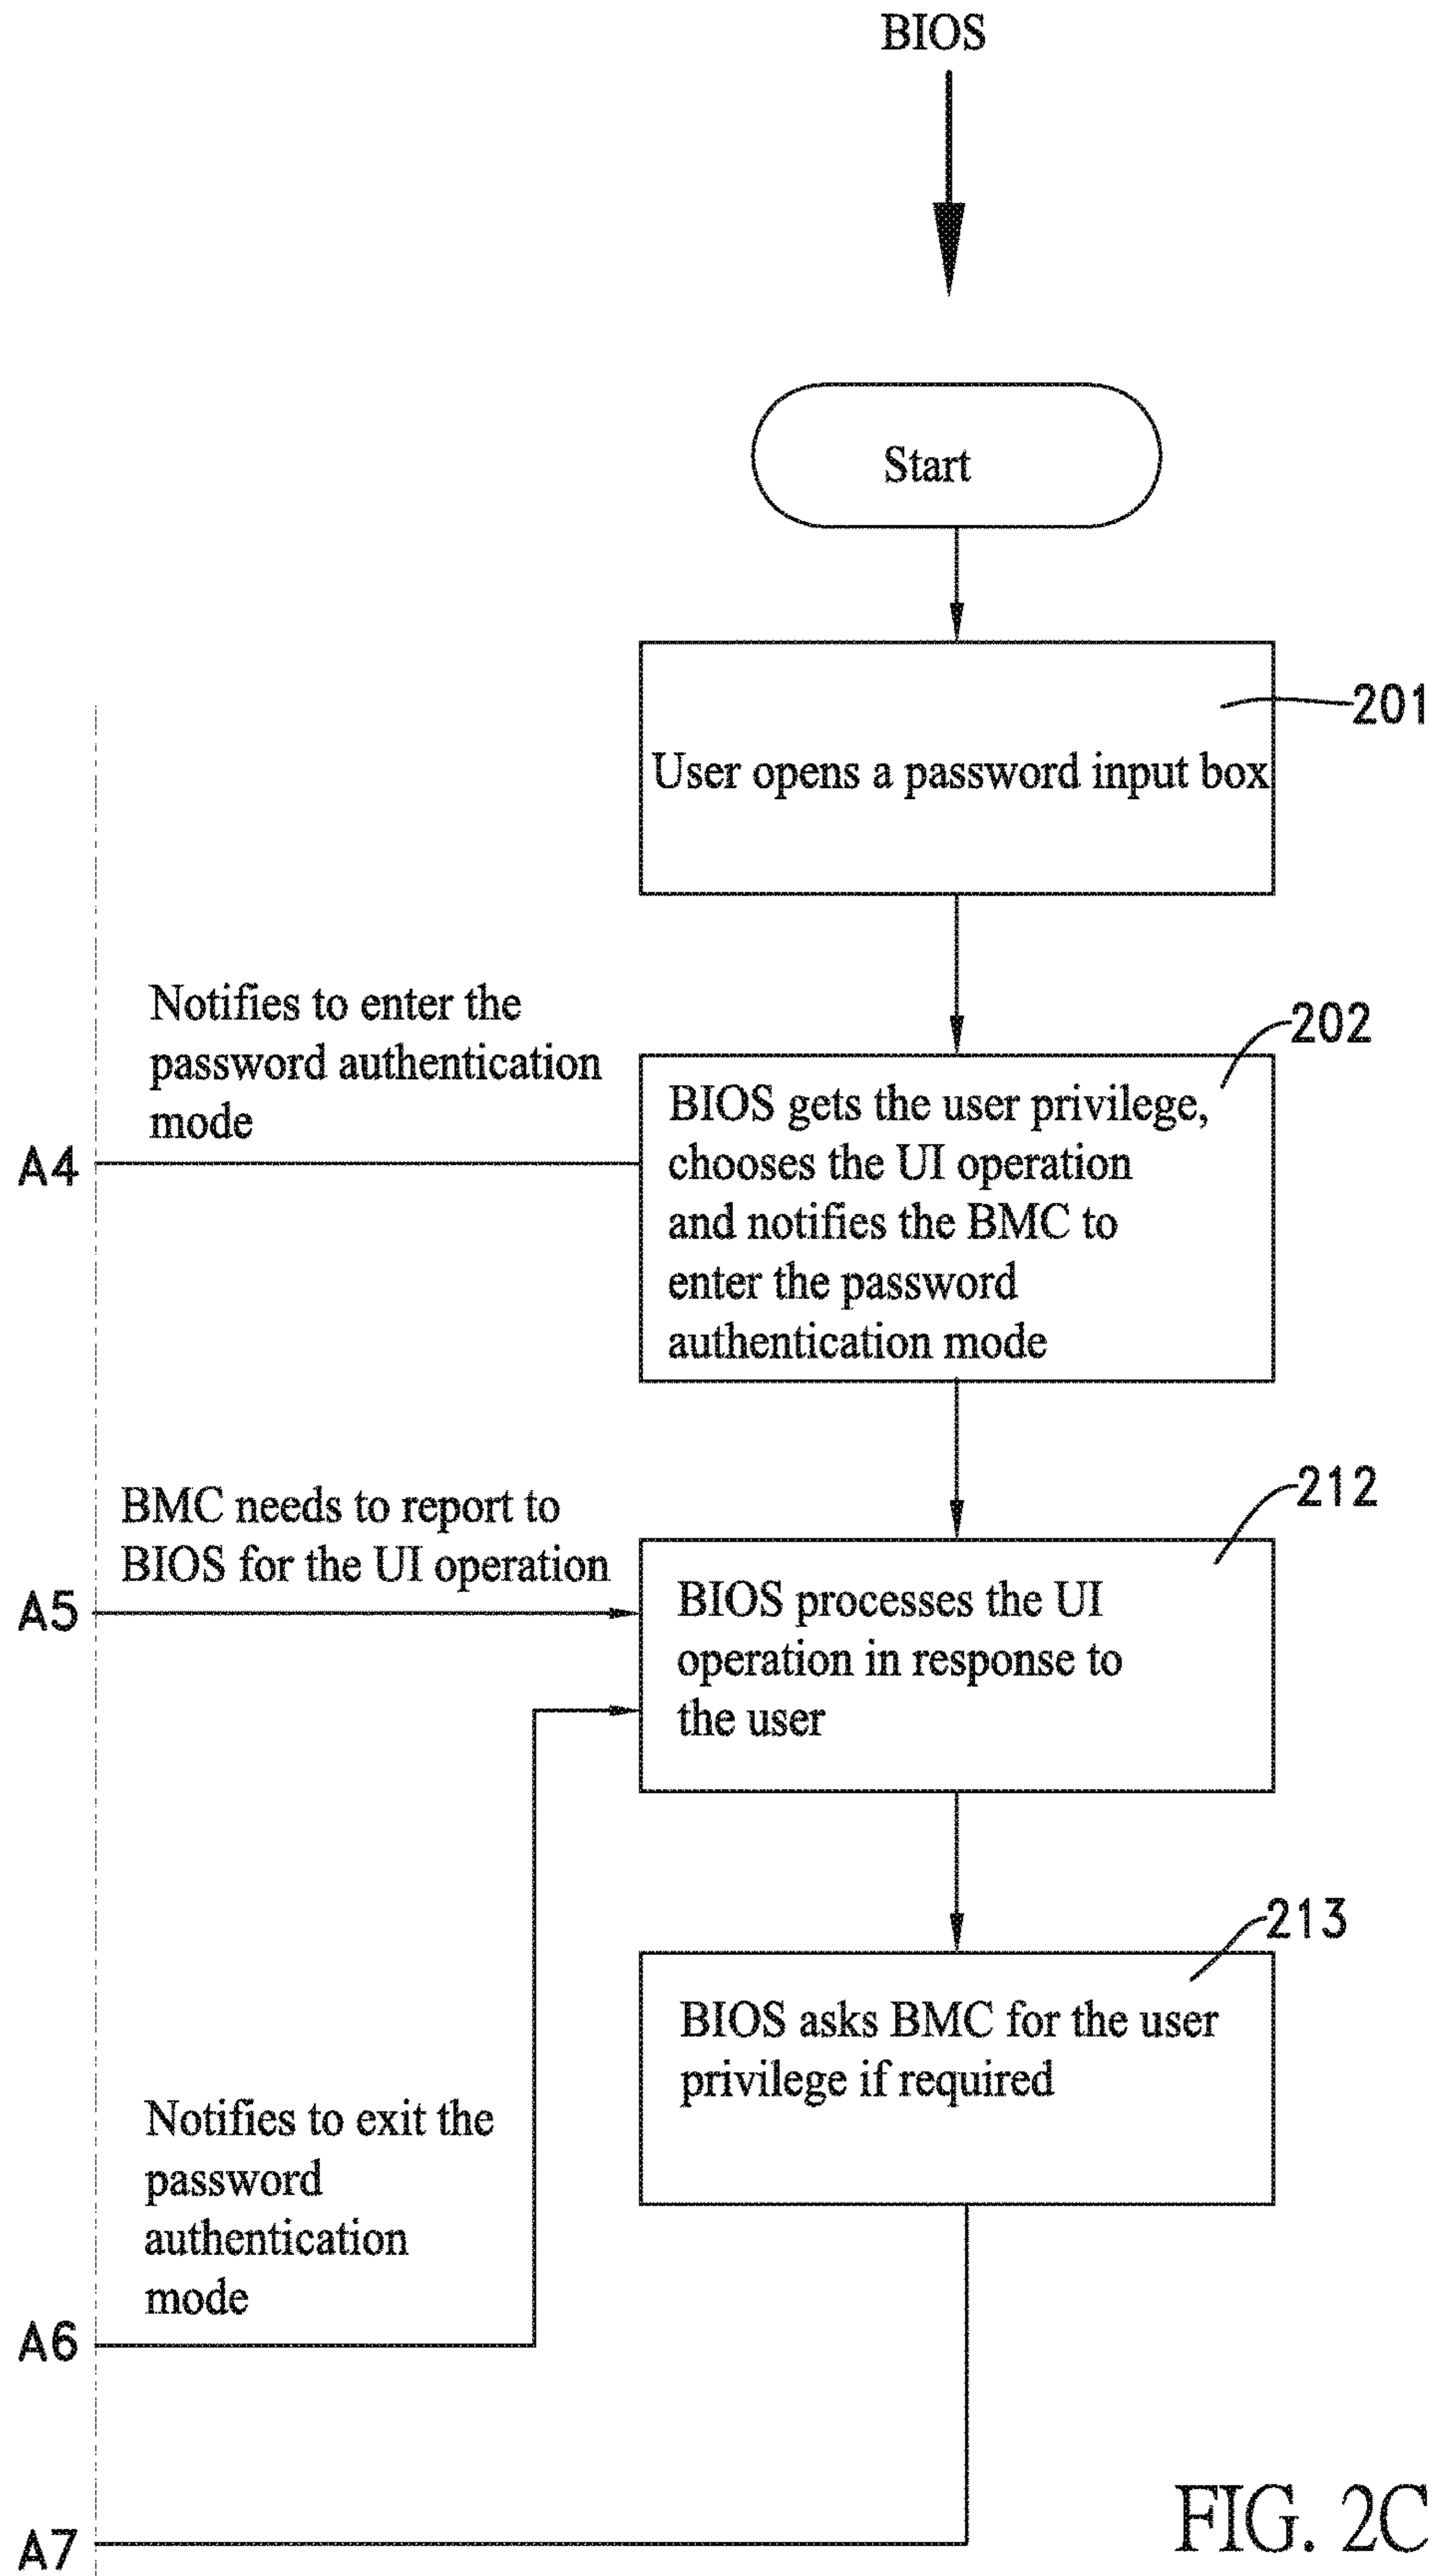 BIOS
Start
201
User opens a password input box
Notifies to enter the
password authentication
mode
A4
202
BIOS gets the user privilege,
chooses the UI operation
and notifies the BMC to
enter the password
authentication mode
BMC needs to report to
BIOS for the UI operation
A5
212
BIOS processes the UI
operation in response to
the user
213
BIOS asks BMC for the user
privilege if required
Notifies to exit the
password
authentication
mode
A6
A7
FIG. 2C